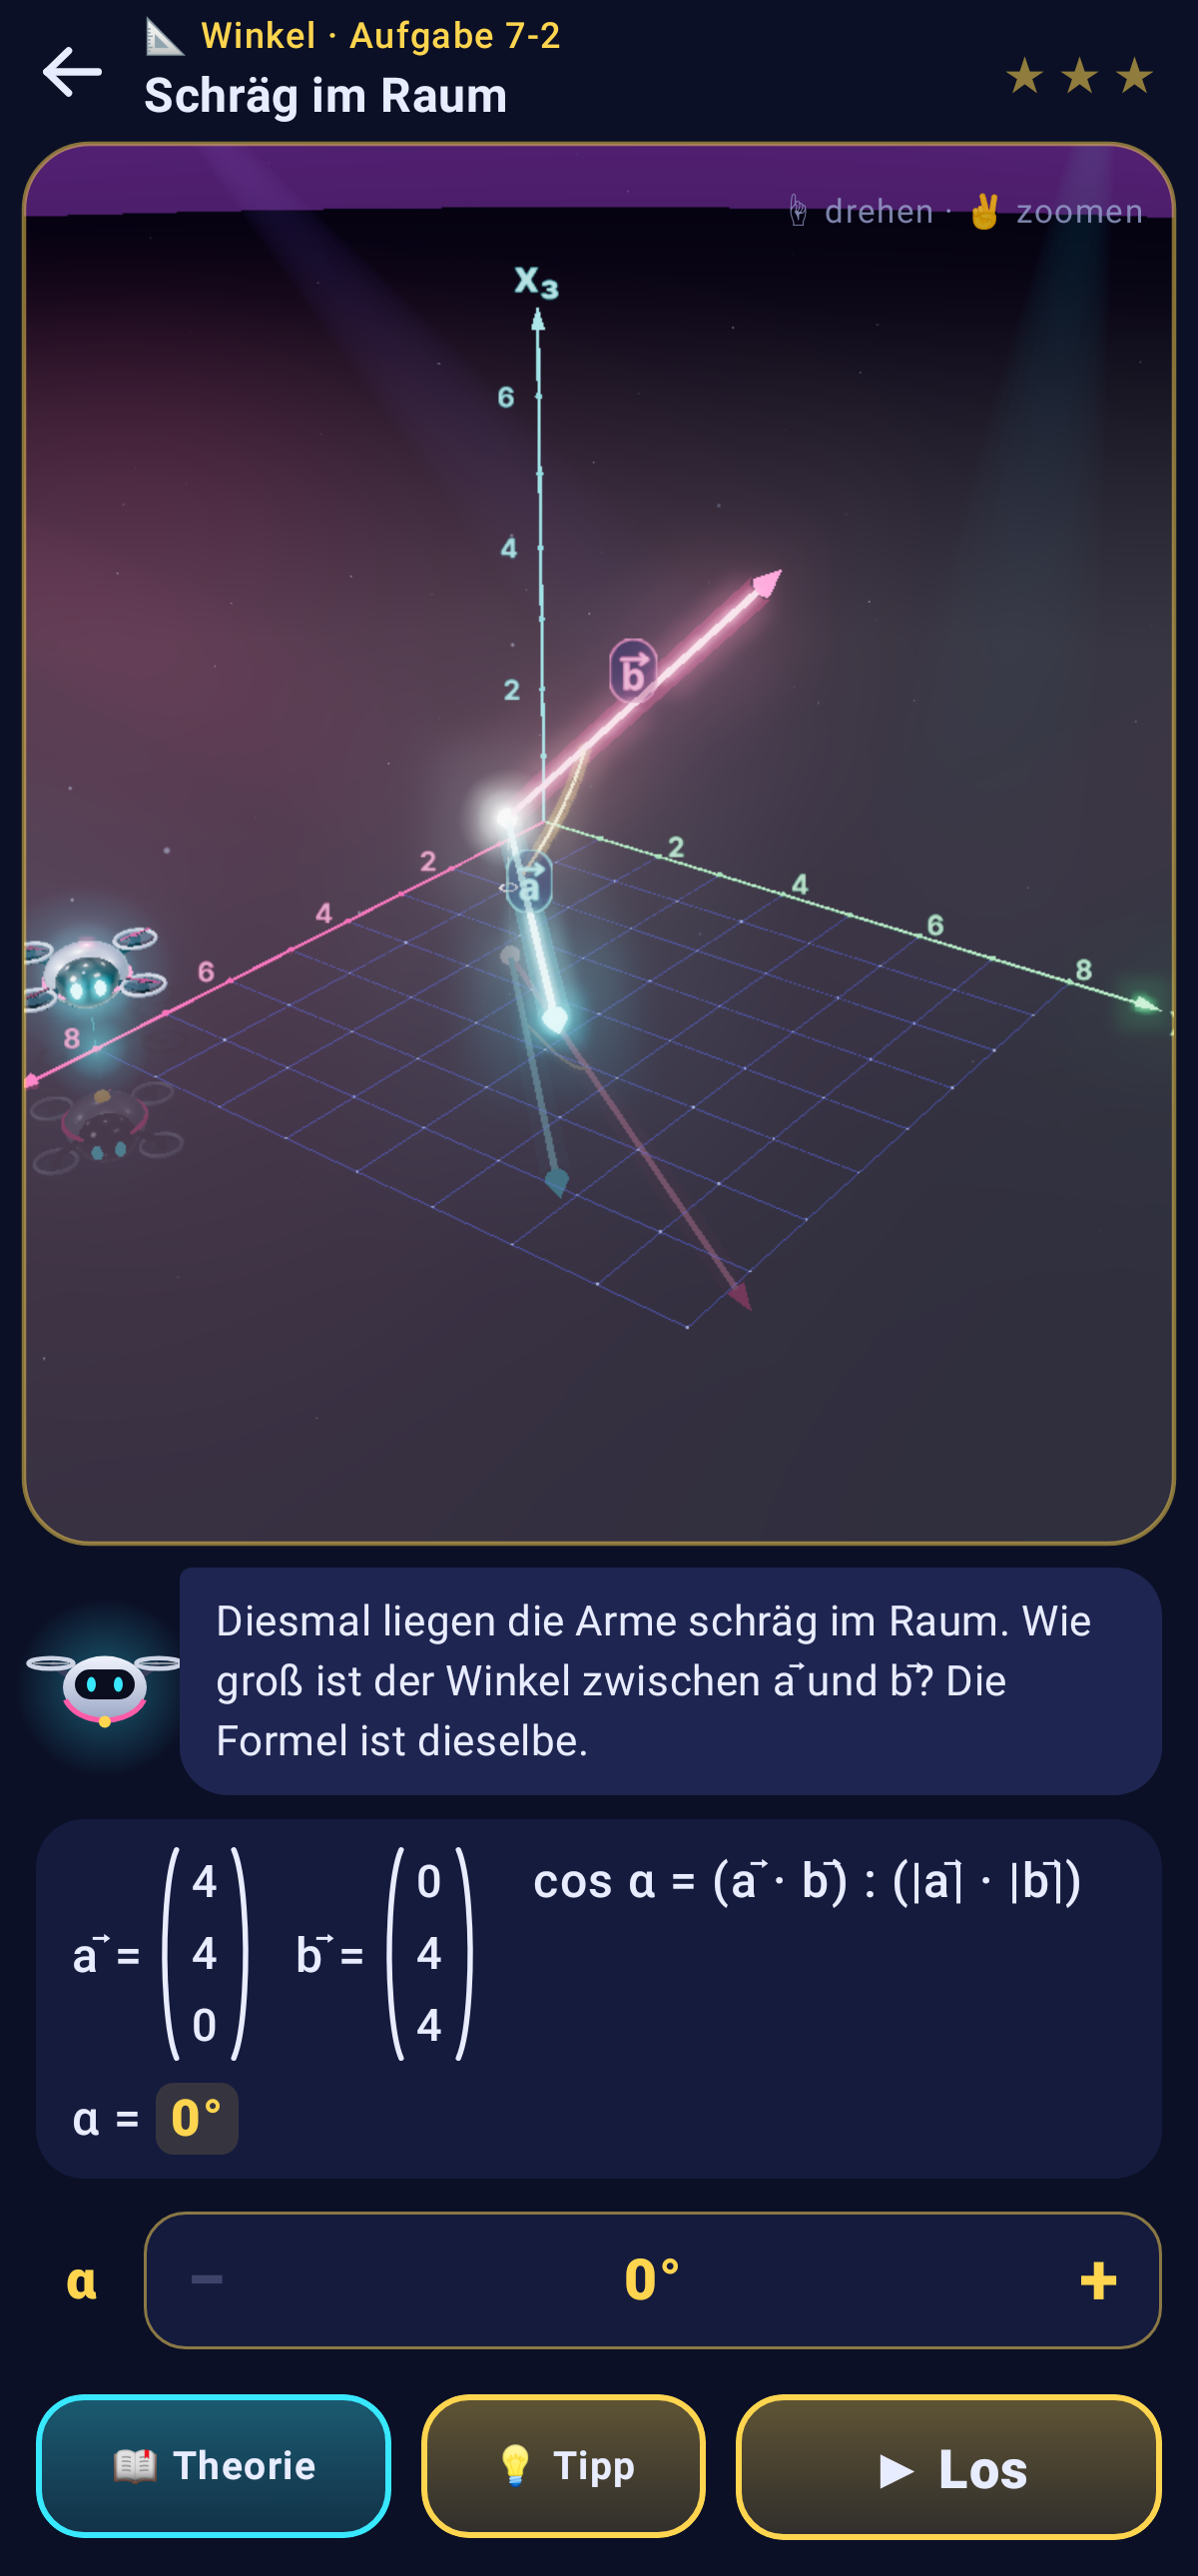 📐 Winkel · Aufgabe 7-2
Schräg im Raum
★ ★ ★
☝ drehen · ✌ zoomen
x₃
6
4
2
b⃗
a⃗
2
4
6
8
2
4
6
8
Diesmal liegen die Arme schräg im Raum. Wie
groß ist der Winkel zwischen a⃗ und b⃗? Die
Formel ist dieselbe.
a⃗ = (4 4 0) b⃗ = (0 4 4) cos α = (a⃗ · b⃗) : (|a⃗| · |b⃗|)
α = 0°
α − 0° +
📖 Theorie 💡 Tipp ▶ Los